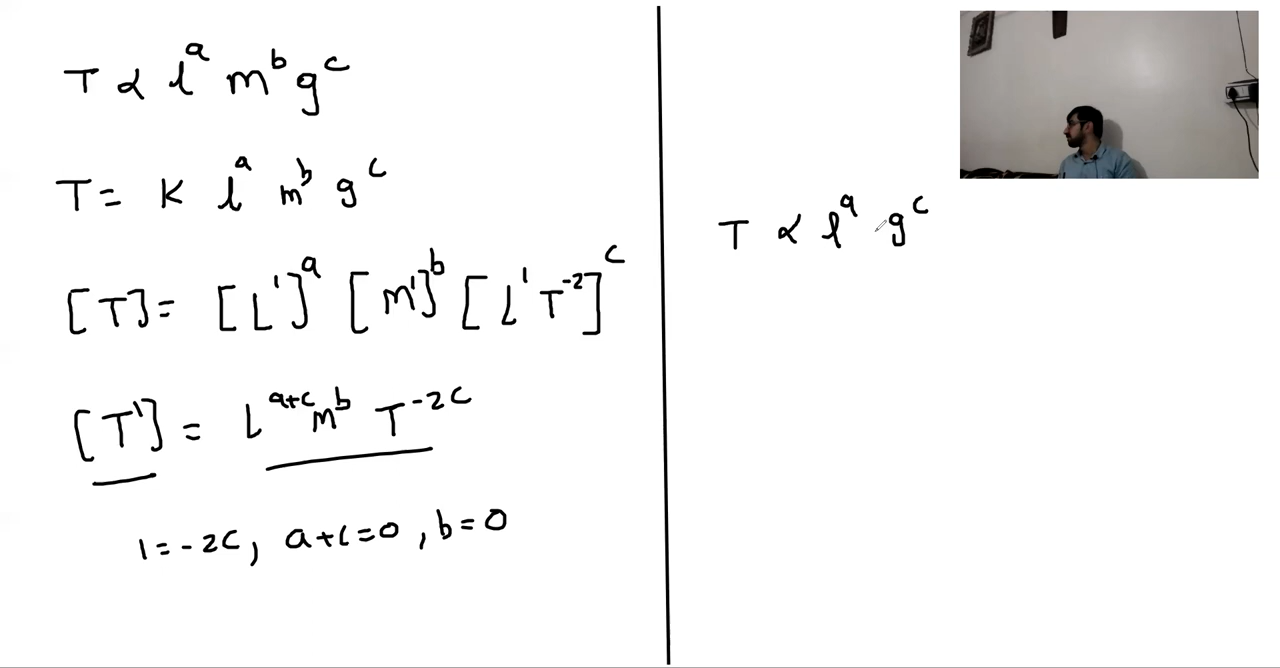 T ∝ l^a m^b g^c
T = K l^a m^b g^c
[T] = [L^1]^a [M^1]^b [L^1 T^-2]^c
[T^1] = L^a+c M^b T^-2c
1 = -2c, a+c=0, b=0
T ∝ l^a g^c